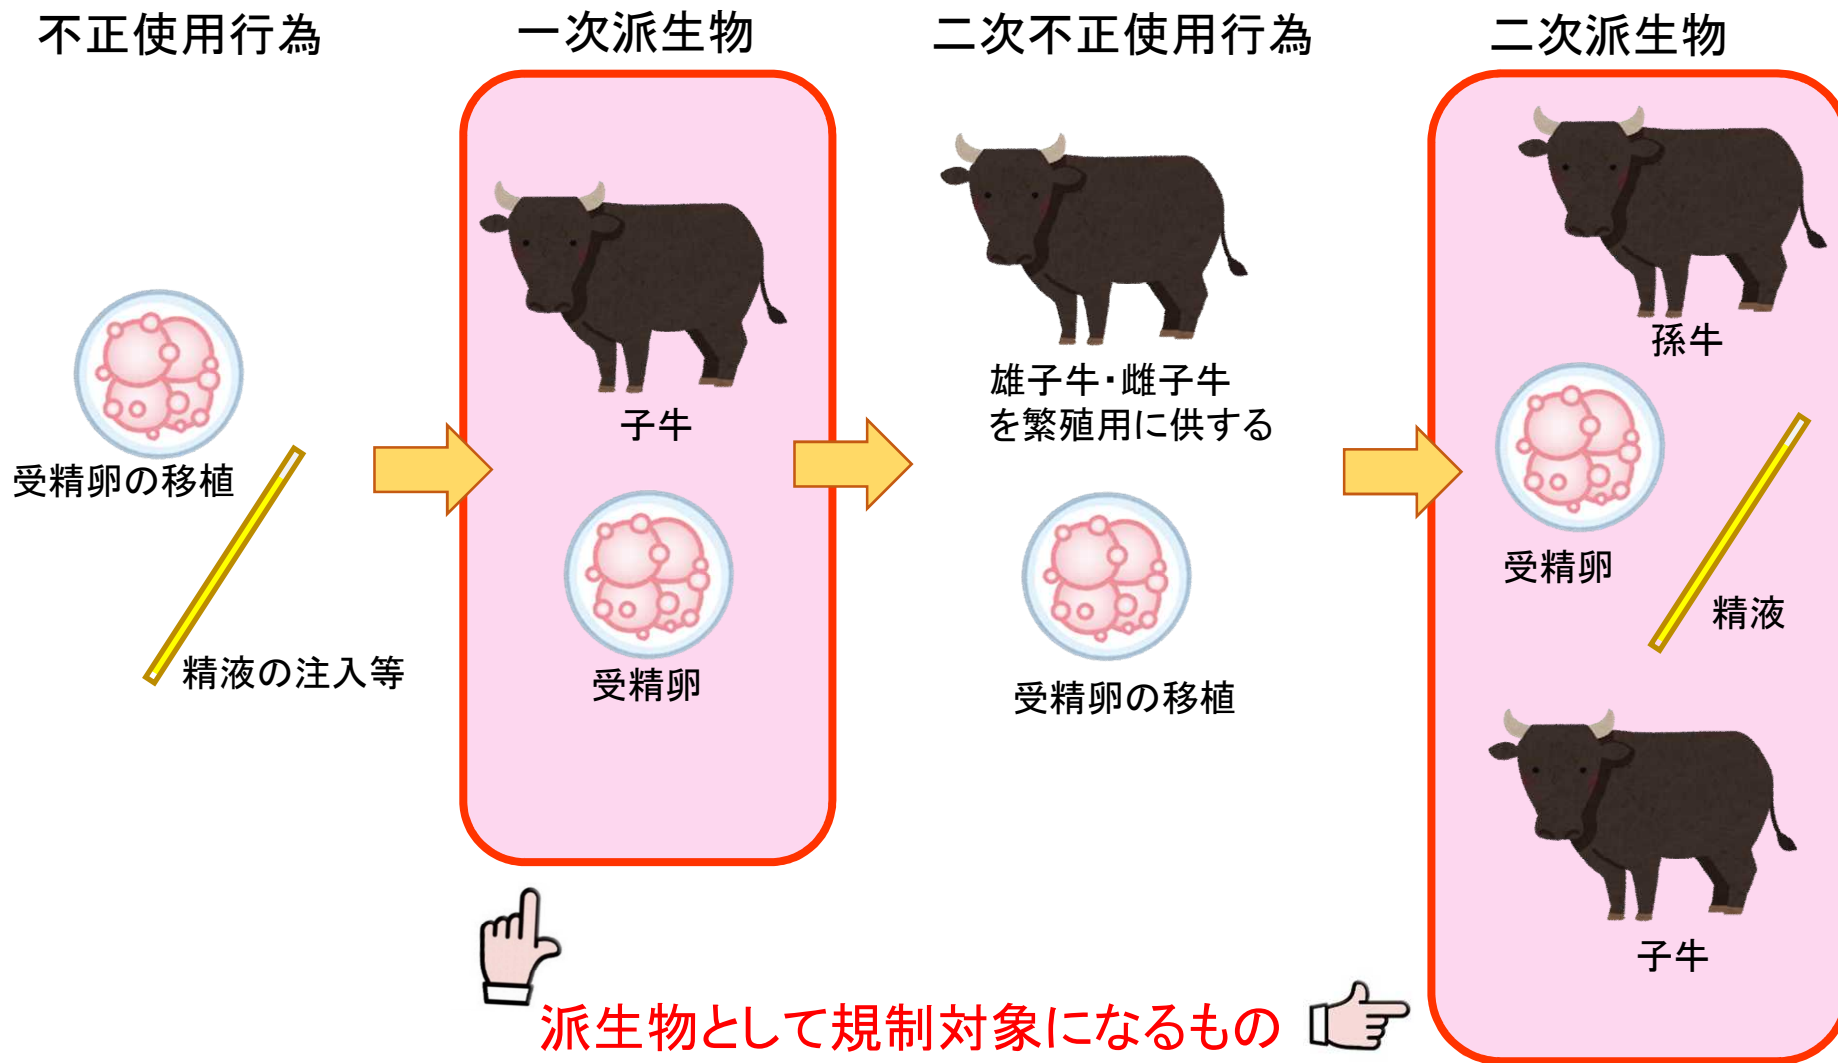 不正使用行為
一次派生物
二次不正使用行為
二次派生物
受精卵の移植
精液の注入等
子牛
受精卵
雄子牛・雌子牛
を繁殖用に供する
受精卵の移植
孫牛
受精卵
精液
子牛
派生物として規制対象になるもの